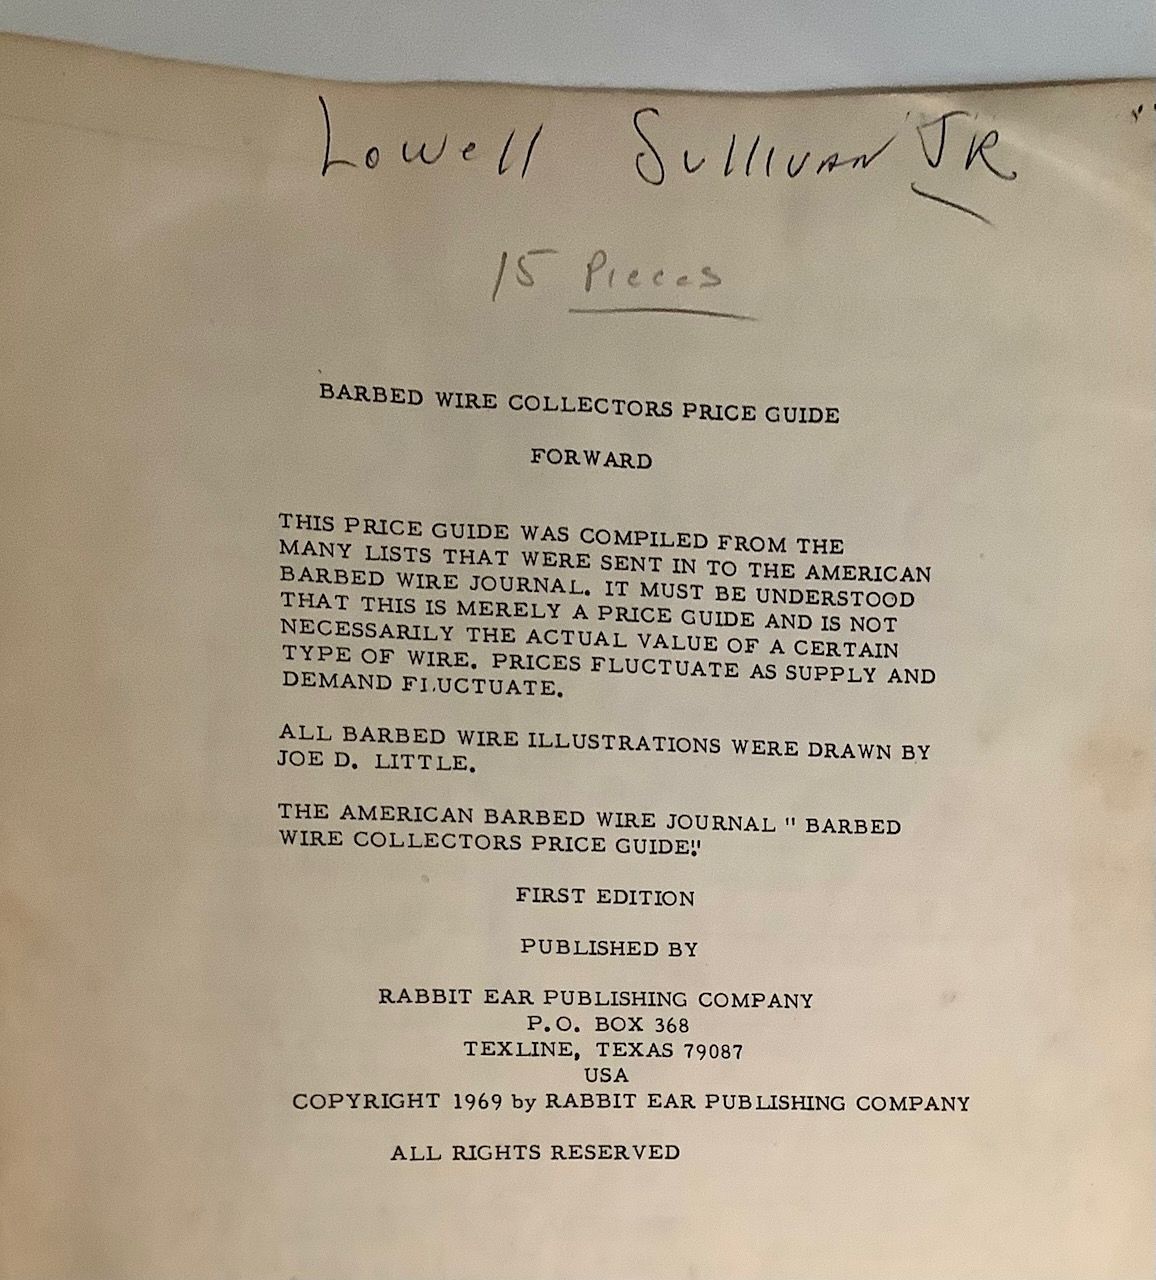 Lowell Sullivan JR
15 Pieces
BARBED WIRE COLLECTORS PRICE GUIDE
FORWARD
THIS PRICE GUIDE WAS COMPILED FROM THE
MANY LISTS THAT WERE SENT IN TO THE AMERICAN
BARBED WIRE JOURNAL. IT MUST BE UNDERSTOOD
THAT THIS IS MERELY A PRICE GUIDE AND IS NOT
NECESSARILY THE ACTUAL VALUE OF A CERTAIN
TYPE OF WIRE. PRICES FLUCTUATE AS SUPPLY AND
DEMAND FLUCTUATE.
ALL BARBED WIRE ILLUSTRATIONS WERE DRAWN BY
JOE D. LITTLE.
THE AMERICAN BARBED WIRE JOURNAL " BARBED
WIRE COLLECTORS PRICE GUIDE."
FIRST EDITION
PUBLISHED BY
RABBIT EAR PUBLISHING COMPANY
P.O. BOX 368
TEXLINE, TEXAS 79087
USA
COPYRIGHT 1969 by RABBIT EAR PUBLISHING COMPANY
ALL RIGHTS RESERVED